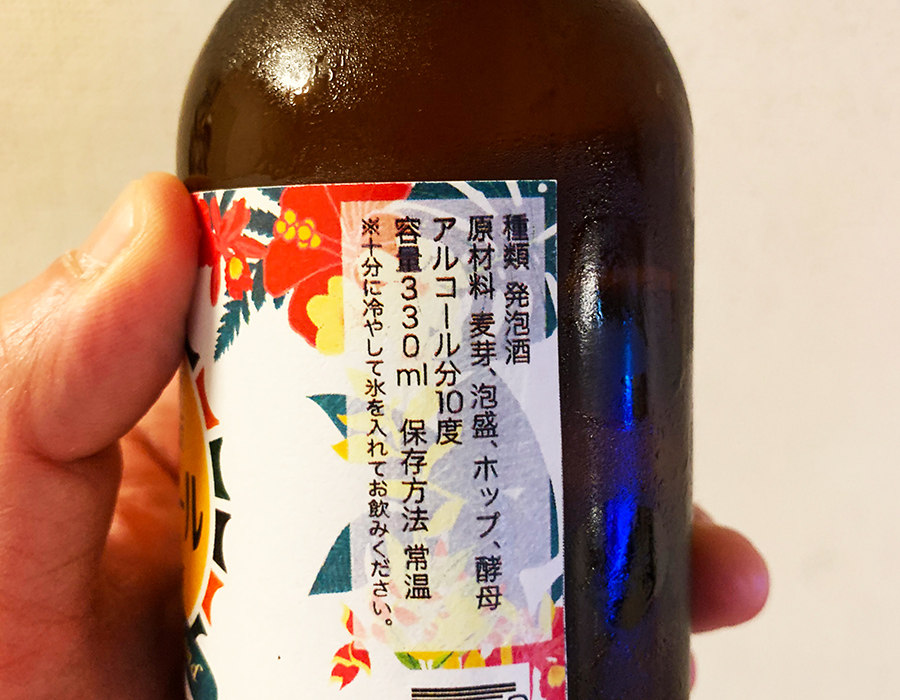 種類 発泡酒
原材料 麦芽、泡盛、ホップ、酵母
アルコール分10度
容量330ml 保存方法 常温
※十分に冷やして氷を入れてお飲みください。
ール